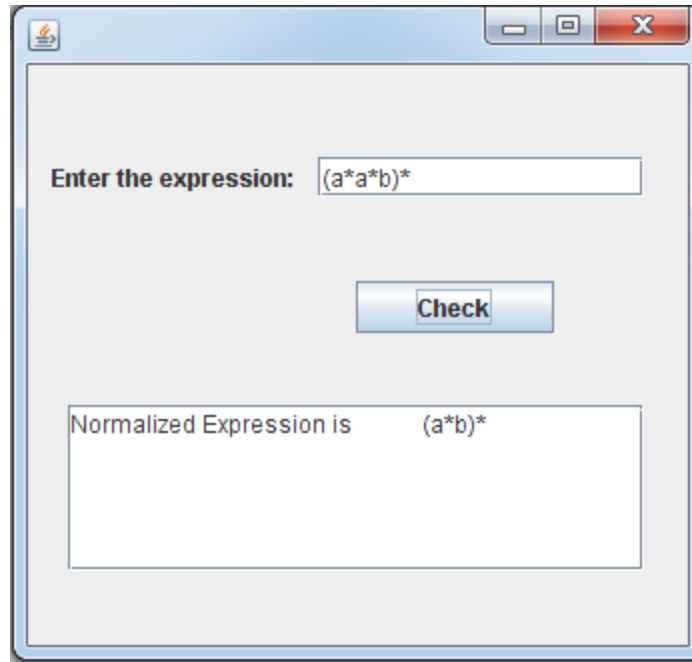 Enter the expression: (a*a*b)*
Check
Normalized Expression is (a*b)*